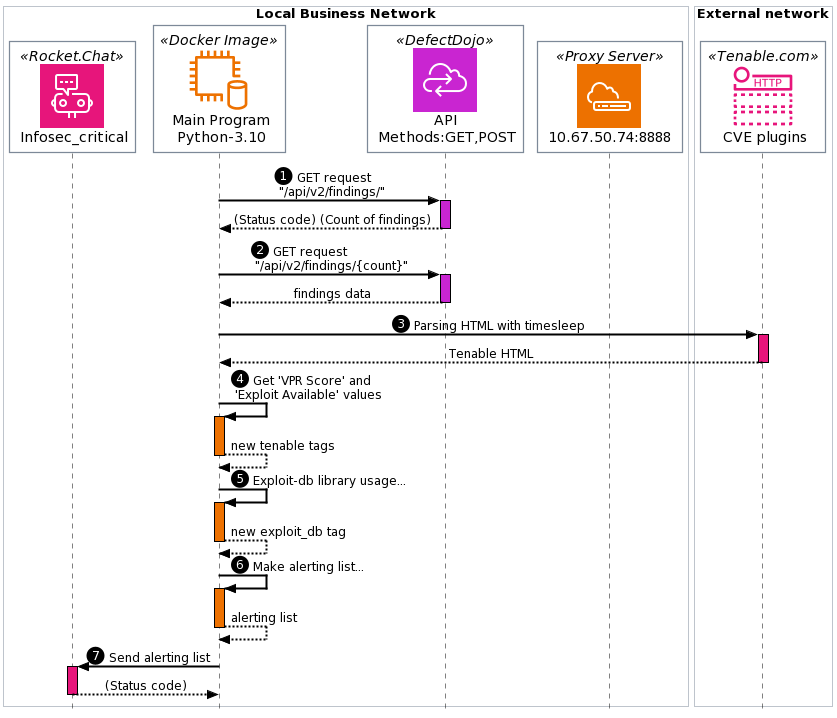 Local Business Network
External network
«Rocket.Chat»
Infosec_critical
«Docker Image»
Main Program
Python-3.10
«DefectDojo»
API
Methods:GET,POST
«Proxy Server»
10.67.50.74:8888
«Tenable.com»
HTTP
CVE plugins
1 GET request
"/api/v2/findings/"
(Status code) (Count of findings)
2 GET request
"/api/v2/findings/{count}"
findings data
3 Parsing HTML with timesleep
Tenable HTML
4 Get 'VPR Score' and
'Exploit Available' values
new tenable tags
5 Exploit-db library usage...
new exploit_db tag
6 Make alerting list...
alerting list
7 Send alerting list
(Status code)